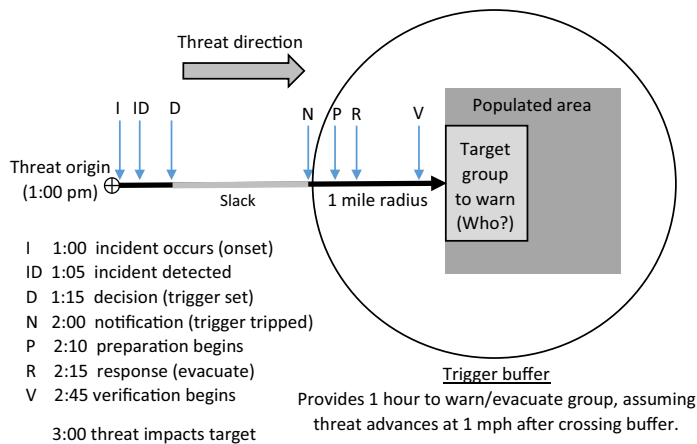 Threat direction
I ID D N P R V
Populated area
Threat origin
(1:00 pm)
Target
group
to warn
(Who?)
Slack
1 mile radius
I 1:00 incident occurs (onset)
ID 1:05 incident detected
D 1:15 decision (trigger set)
N 2:00 notification (trigger tripped)
P 2:10 preparation begins
R 2:15 response (evacuate)
V 2:45 verification begins
3:00 threat impacts target
Trigger buffer
Provides 1 hour to warn/evacuate group, assuming
threat advances at 1 mph after crossing buffer.